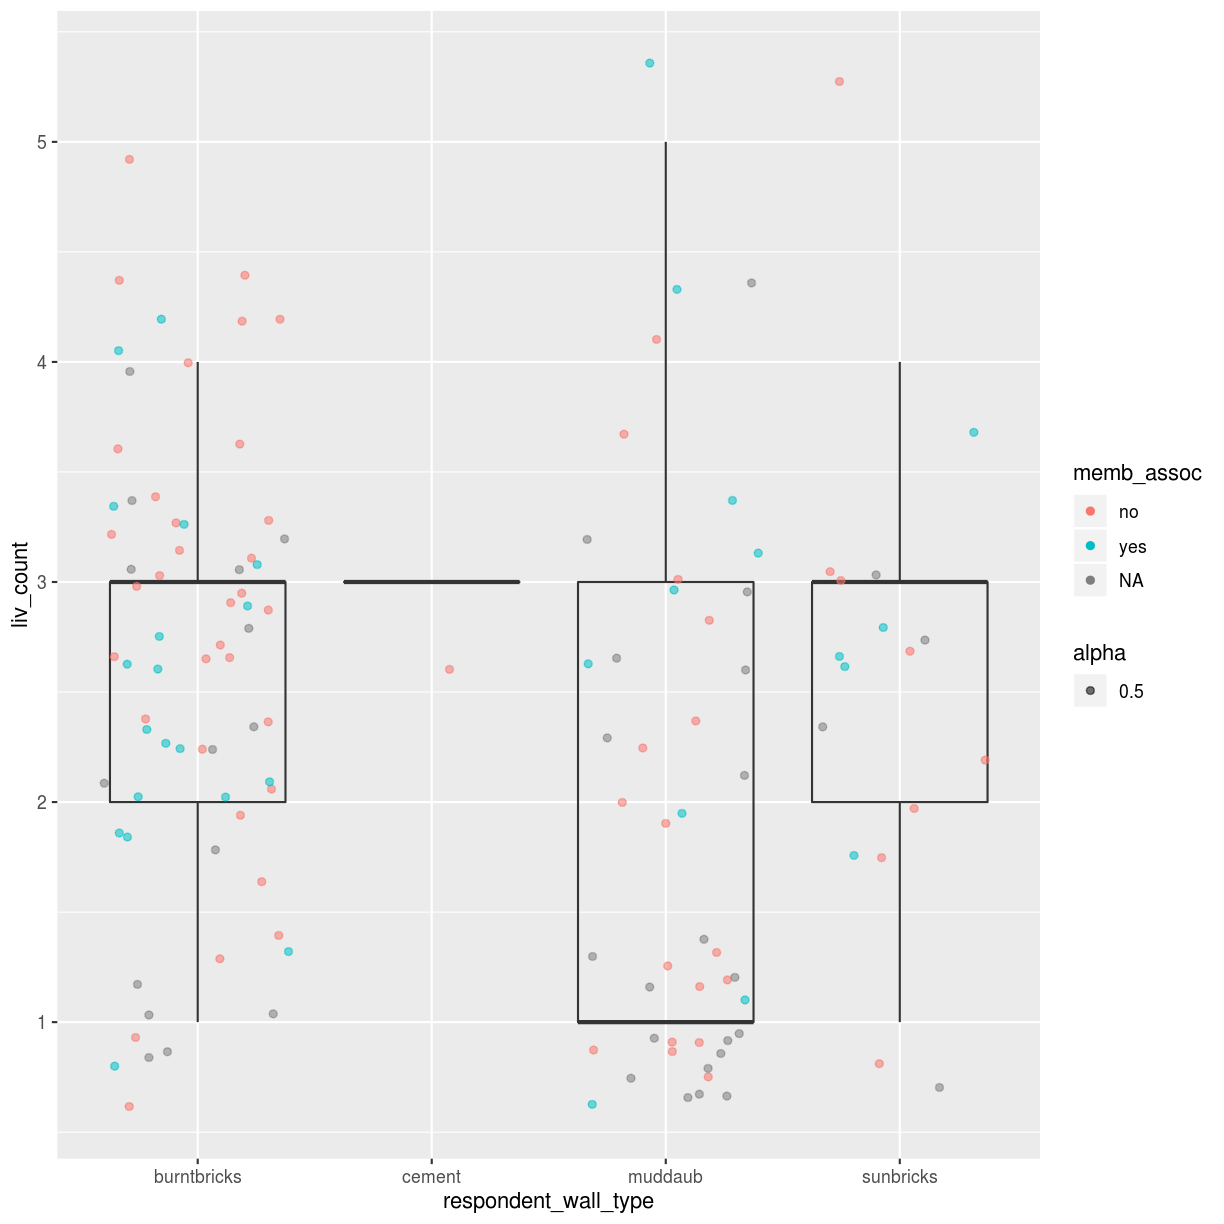 liv_count
5
4
3
2
1
burntbricks
cement
muddaub
sunbricks
respondent_wall_type
memb_assoc
no
yes
NA
alpha
0.5